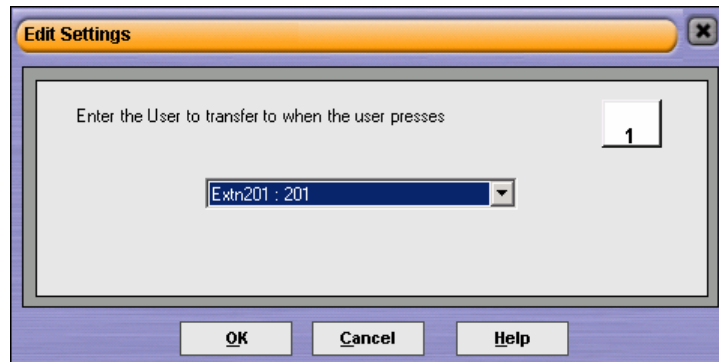 Edit Settings
Enter the User to transfer to when the user presses
1
Extn201 : 201
OK Cancel Help